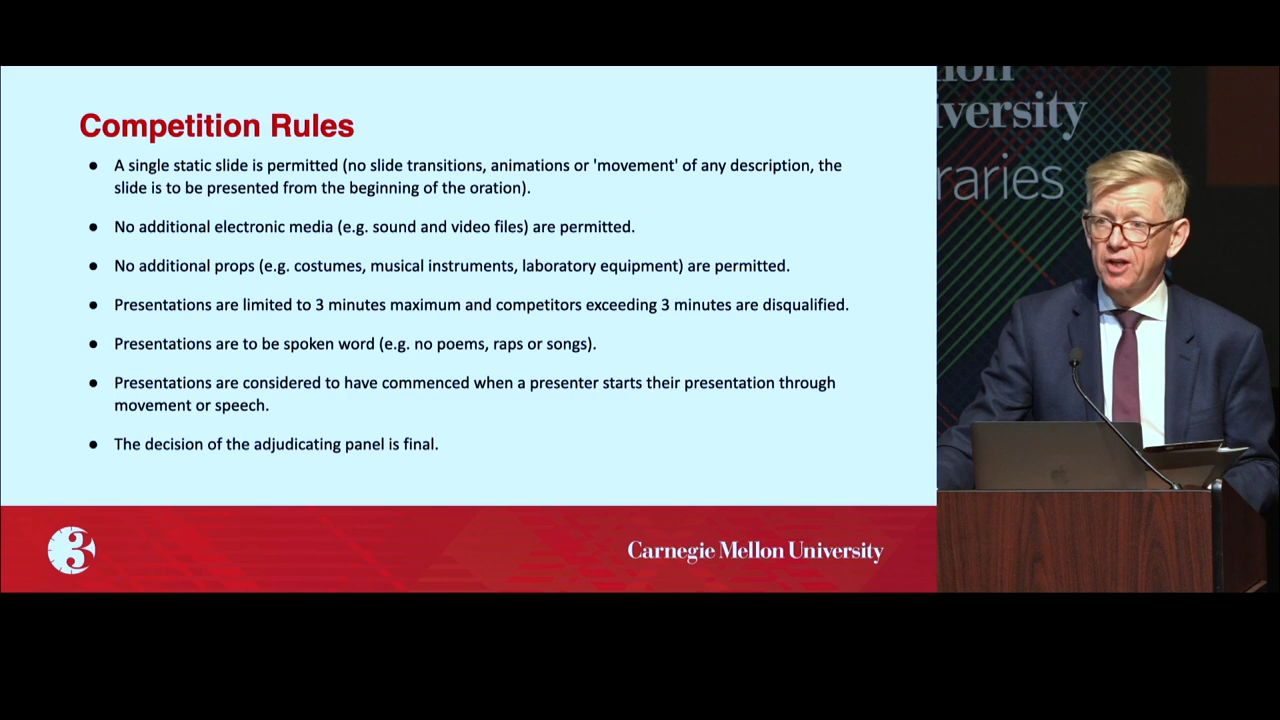 Competition Rules
● A single static slide is permitted (no slide transitions, animations or 'movement' of any description, the
slide is to be presented from the beginning of the oration).
● No additional electronic media (e.g. sound and video files) are permitted.
● No additional props (e.g. costumes, musical instruments, laboratory equipment) are permitted.
● Presentations are limited to 3 minutes maximum and competitors exceeding 3 minutes are disqualified.
● Presentations are to be spoken word (e.g. no poems, raps or songs).
● Presentations are considered to have commenced when a presenter starts their presentation through
movement or speech.
● The decision of the adjudicating panel is final.
3
Carnegie Mellon University
llon
iversity
raries